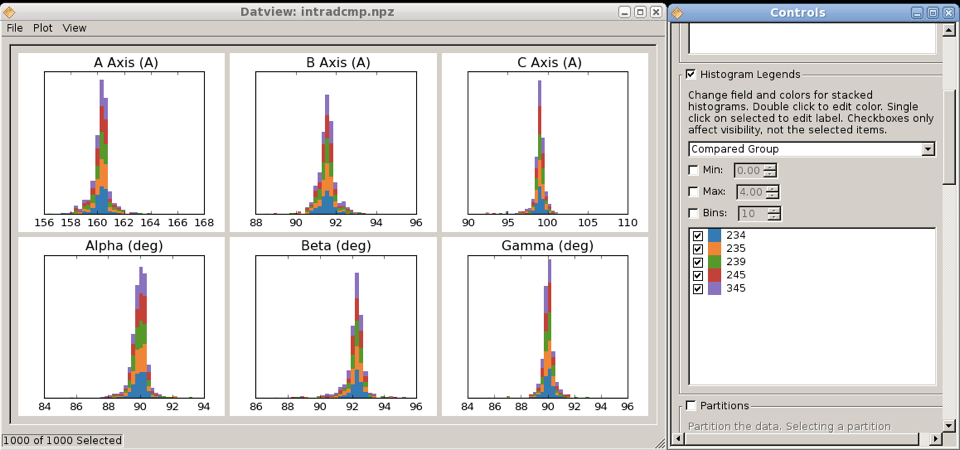 Datview: intradcmp.npz
File Plot View
A Axis (A) B Axis (A) C Axis (A)
156 158 160 162 164 166 168 88 90 92 94 96 90 95 100 105 110
Alpha (deg) Beta (deg) Gamma (deg)
84 86 88 90 92 94 86 88 90 92 94 96 84 86 88 90 92 94 96
1000 of 1000 Selected
Controls
Histogram Legends
Change field and colors for stacked
histograms. Double click to edit color. Single
click on selected to edit label. Checkboxes only
affect visibility, not the selected items.
Compared Group
Min: 0.00
Max: 4.00
Bins: 10
234
235
239
245
345
Partitions
Partition the data. Selecting a partition